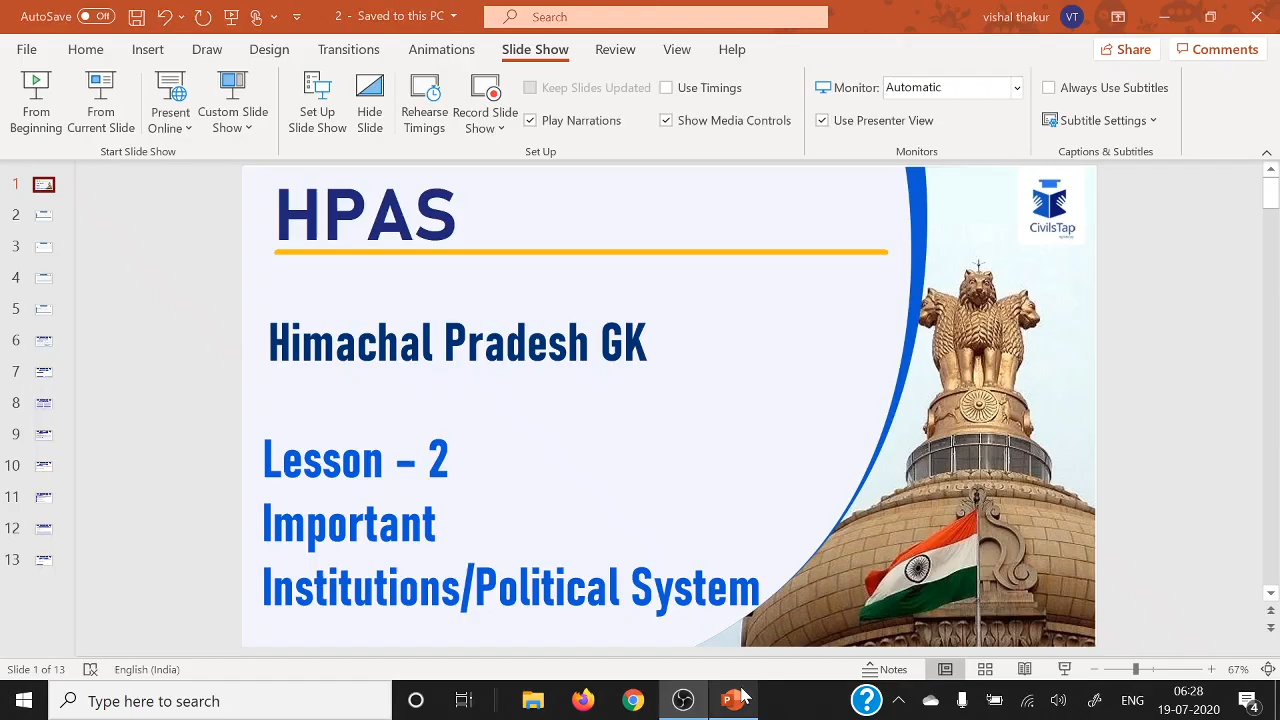 AutoSave Off 2 - Saved to this PC Search vishal thakur VT
File Home Insert Draw Design Transitions Animations Slide Show Review View Help Share Comments
From Beginning
From Current Slide
Present Online
Custom Slide Show
Set Up Slide Show
Hide Slide
Rehearse Timings
Record Slide Show
Keep Slides Updated
Play Narrations
Use Timings
Show Media Controls
Monitor: Automatic
Use Presenter View
Always Use Subtitles
Subtitle Settings
Start Slide Show Set Up Monitors Captions & Subtitles
1
2
3
4
5
6
7
8
9
10
11
12
13
HPAS
CivilsTap
Himachal Pradesh GK
Lesson – 2
Important
Institutions/Political System
Slide 1 of 13 English (India) Notes 67%
Type here to search ENG 06:28
19-07-2020 4